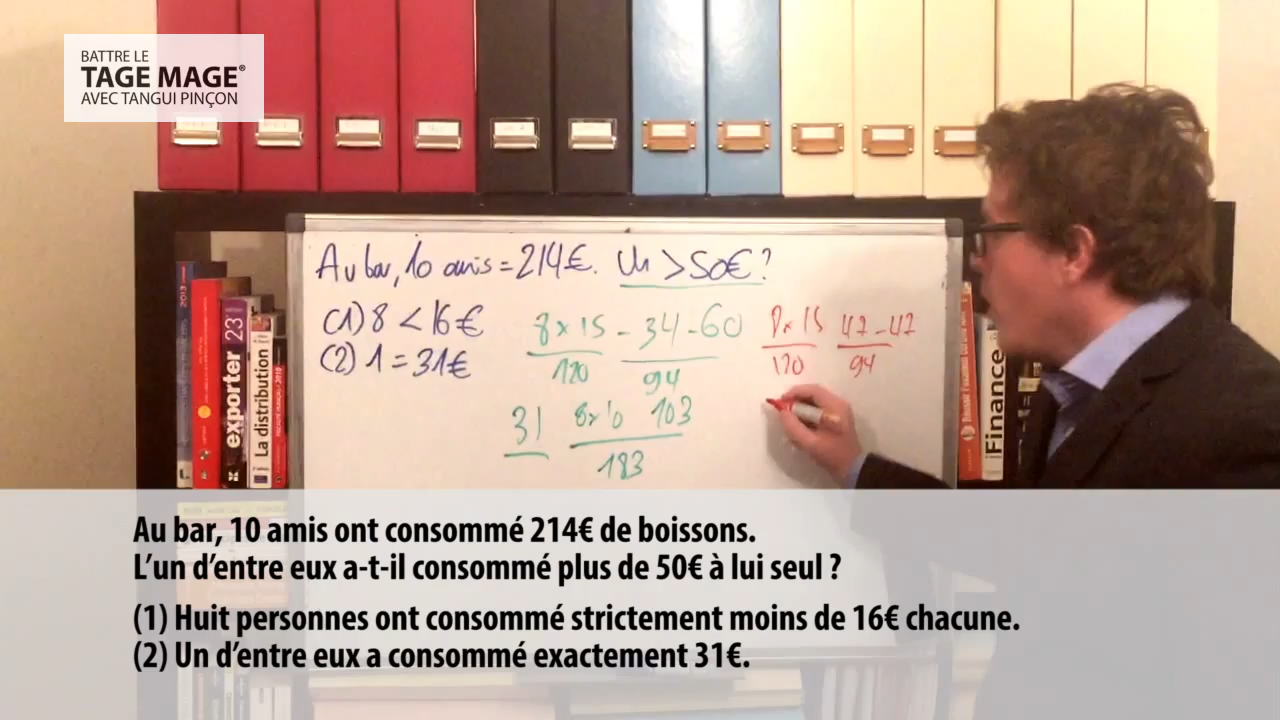 BATTRE LE
TAGE MAGE®
AVEC TANGUI PINÇON
Au bar, 10 amis = 214€. Un > 50€ ?
(1) 8 < 16€
(2) 1 = 31€
8 x 15 - 34 - 60
120 94
31 8x10 103
183
8 x 15 47 - 47
120 94
2013
exporter
23
La distribution
Finance
Au bar, 10 amis ont consommé 214€ de boissons.
L’un d’entre eux a-t-il consommé plus de 50€ à lui seul ?
(1) Huit personnes ont consommé strictement moins de 16€ chacune.
(2) Un d’entre eux a consommé exactement 31€.